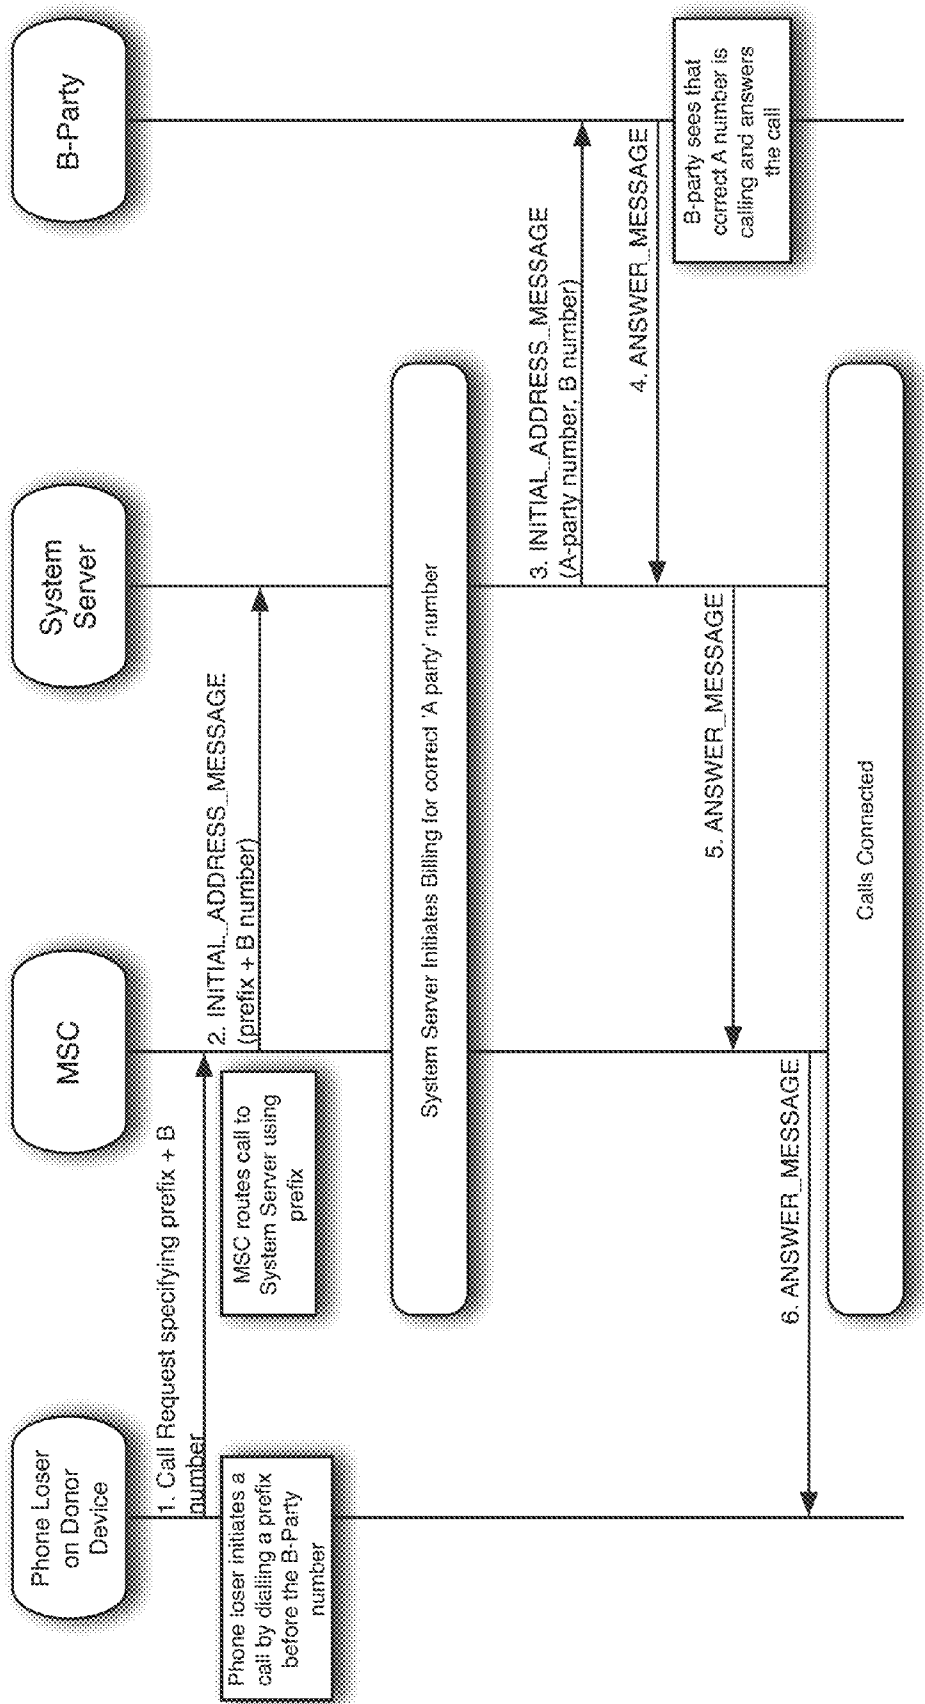 Phone Loser
on Donor
Device
MSC
System
Server
B-Party
1. Call Request specifying prefix + B
number
Phone loser initiates a
call by dialling a prefix
before the B-Party
number
MSC routes call to
System Server using
prefix
2. INITIAL_ADDRESS_MESSAGE
(prefix + B number)
System Server Initiates Billing for correct 'A party' number
3. INITIAL_ADDRESS_MESSAGE
(A-party number, B number)
4. ANSWER_MESSAGE
B-party sees that
correct A number is
calling and answers
the call
5. ANSWER_MESSAGE
6. ANSWER_MESSAGE
Calls Connected